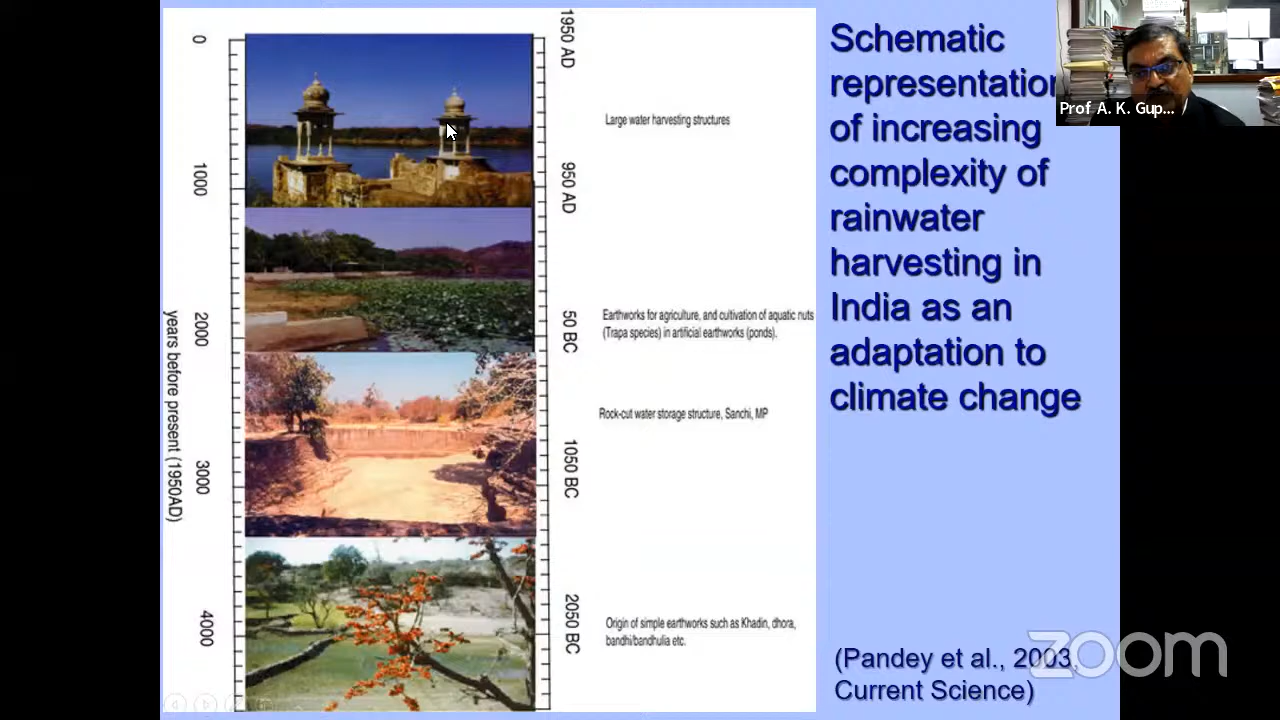 Schematic
representation
of increasing
complexity of
rainwater
harvesting in
India as an
adaptation to
climate change
(Pandey et al., 2003,
Current Science)
0
1000
2000
3000
4000
years before present (1950AD)
1950 AD
950 AD
50 BC
1050 BC
2050 BC
Large water harvesting structures
Earthworks for agriculture, and cultivation of aquatic nuts
(Trapa species) in artificial earthworks (ponds).
Rock-cut water storage structure, Sanchi, MP
Origin of simple earthworks such as Khadin, dhora,
bandhi/bandhulia etc.
Prof A. K. Gup...
zoom